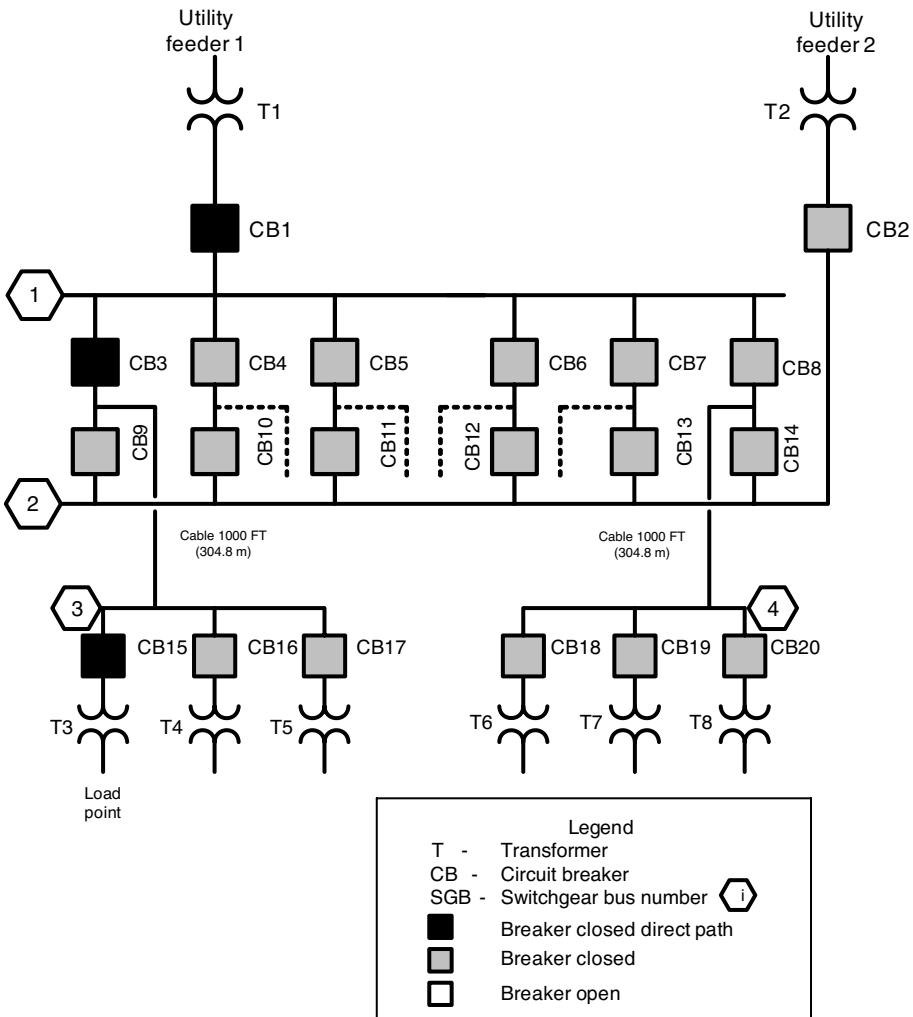 Utility
feeder 1
Utility
feeder 2
T1
T2
CB1
CB2
1
CB3
CB4
CB5
CB6
CB7
CB8
CB9
CB10
CB11
CB12
CB13
CB14
2
Cable 1000 FT
(304.8 m)
Cable 1000 FT
(304.8 m)
3
4
CB15
CB16
CB17
CB18
CB19
CB20
T3
T4
T5
T6
T7
T8
Load
point
Legend
T - Transformer
CB - Circuit breaker
SGB - Switchgear bus number i
Breaker closed direct path
Breaker closed
Breaker open